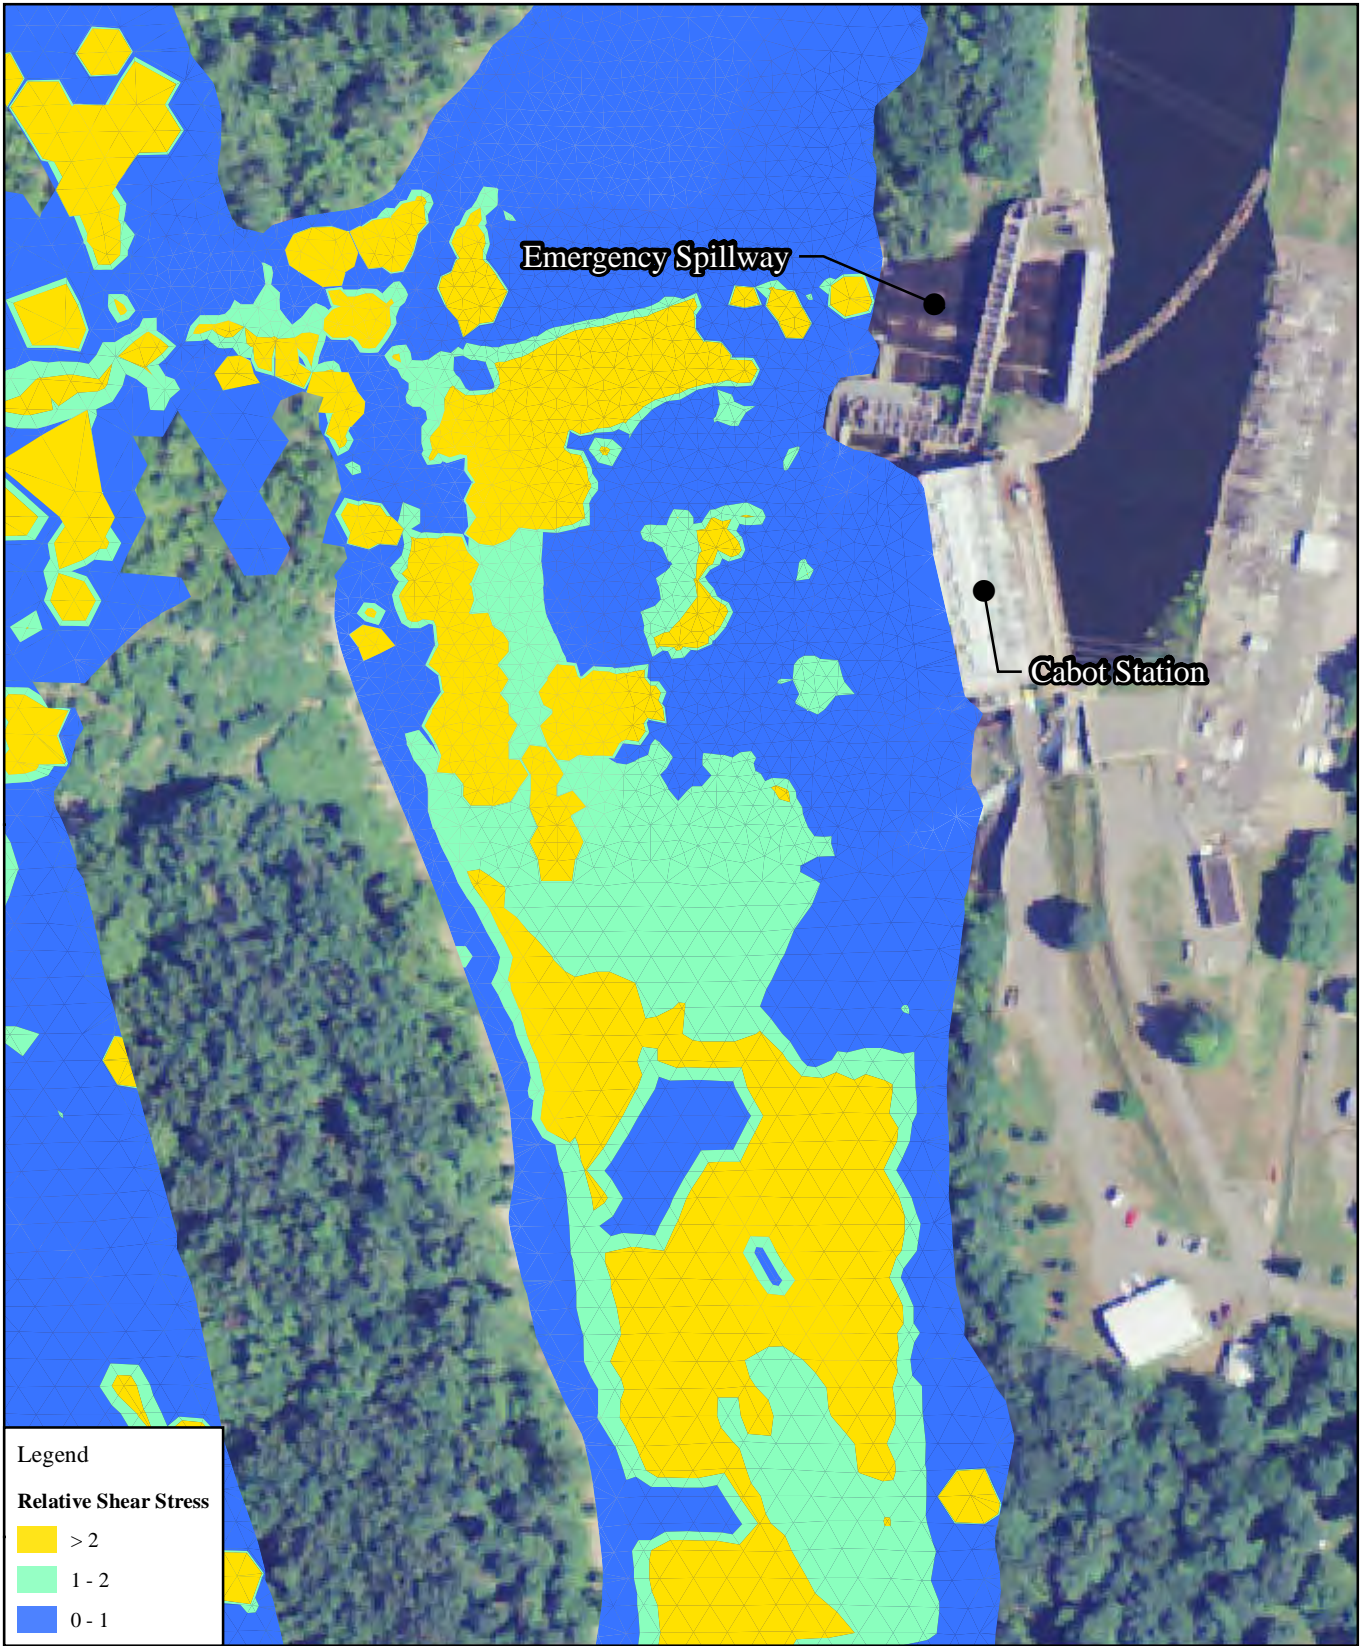 Emergency Spillway
Cabot Station
Legend
Relative Shear Stress
> 2
1 - 2
0 - 1